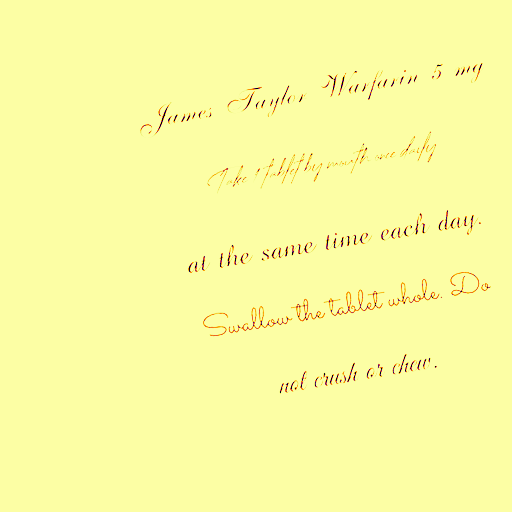 James Taylor Warfarin 5 mg
Take 1 tablet by mouth once daily
at the same time each day.
Swallow the tablet whole. Do
not crush or chew.